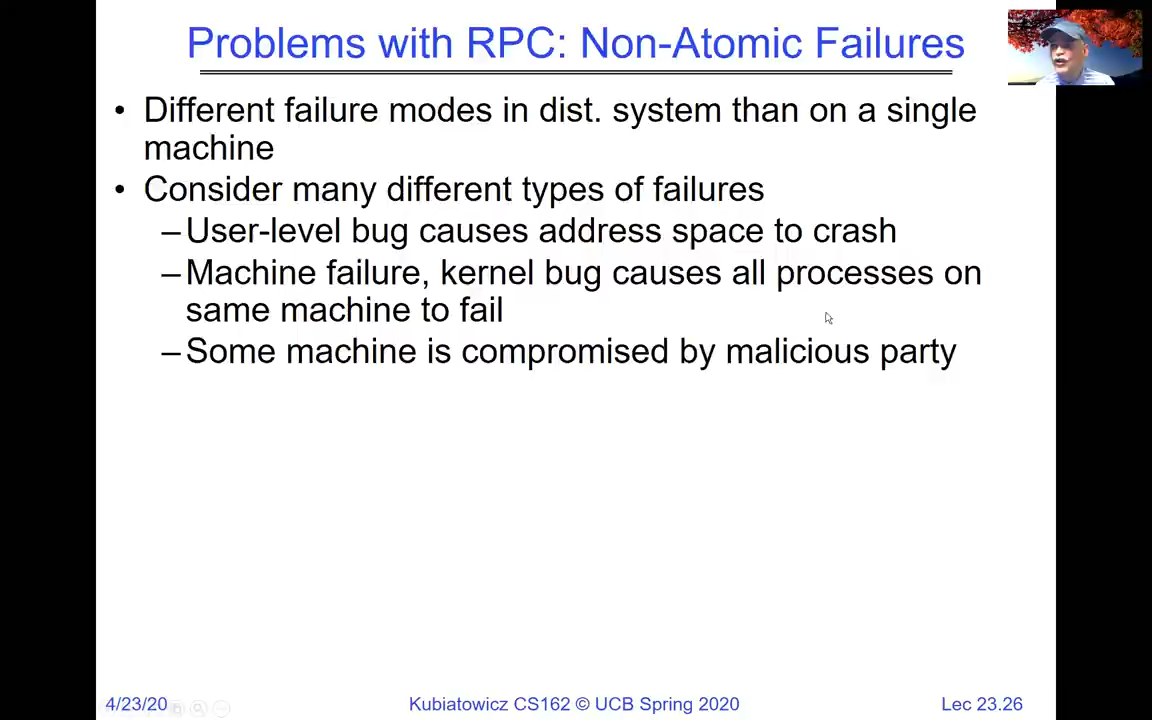 Problems with RPC: Non-Atomic Failures
• Different failure modes in dist. system than on a single
machine
• Consider many different types of failures
–User-level bug causes address space to crash
–Machine failure, kernel bug causes all processes on
same machine to fail
–Some machine is compromised by malicious party
4/23/20
Kubiatowicz CS162 © UCB Spring 2020
Lec 23.26